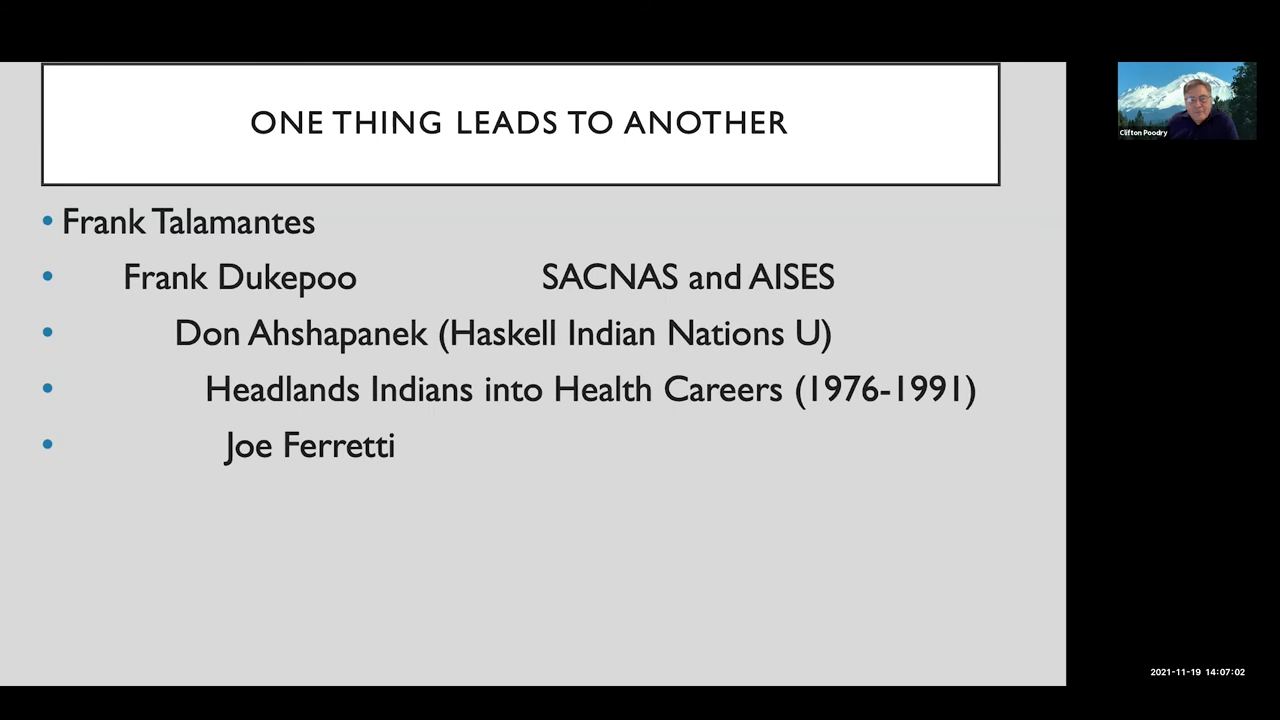 ONE THING LEADS TO ANOTHER
• Frank Talamantes
• Frank Dukepoo SACNAS and AISES
• Don Ahshapanek (Haskell Indian Nations U)
• Headlands Indians into Health Careers (1976-1991)
• Joe Ferretti
Clifton Poodry
2021-11-19 14:07:02